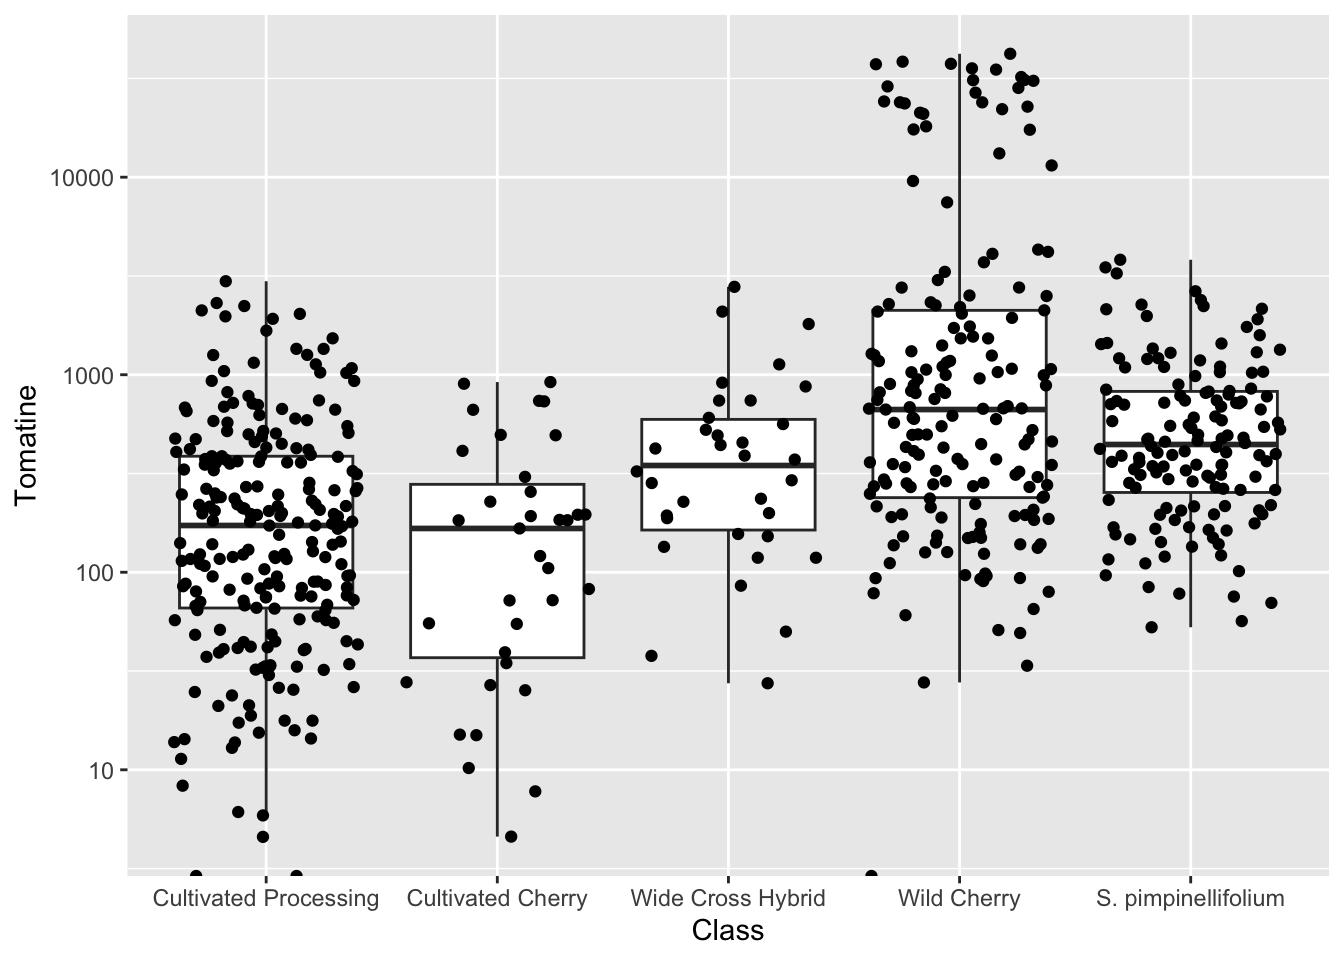 Tomatine
10000
1000
100
10
Cultivated Processing
Cultivated Cherry
Wide Cross Hybrid
Wild Cherry
S. pimpinellifolium
Class